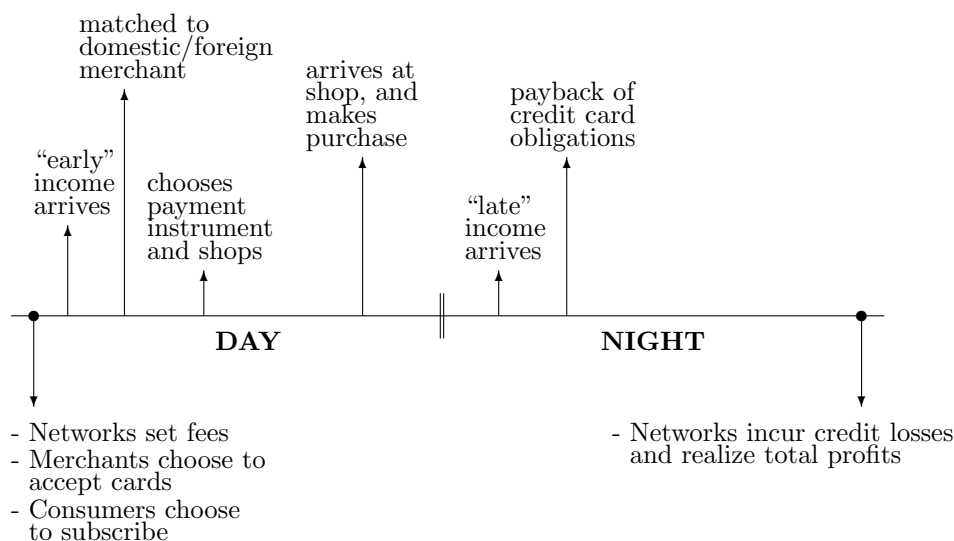 matched to
domestic/foreign
merchant
“early”
income
arrives
chooses
payment
instrument
and shops
arrives at
shop, and
makes
purchase
“late”
income
arrives
payback of
credit card
obligations
DAY
NIGHT
- Networks set fees
- Merchants choose to
accept cards
- Consumers choose
to subscribe
- Networks incur credit losses
and realize total profits